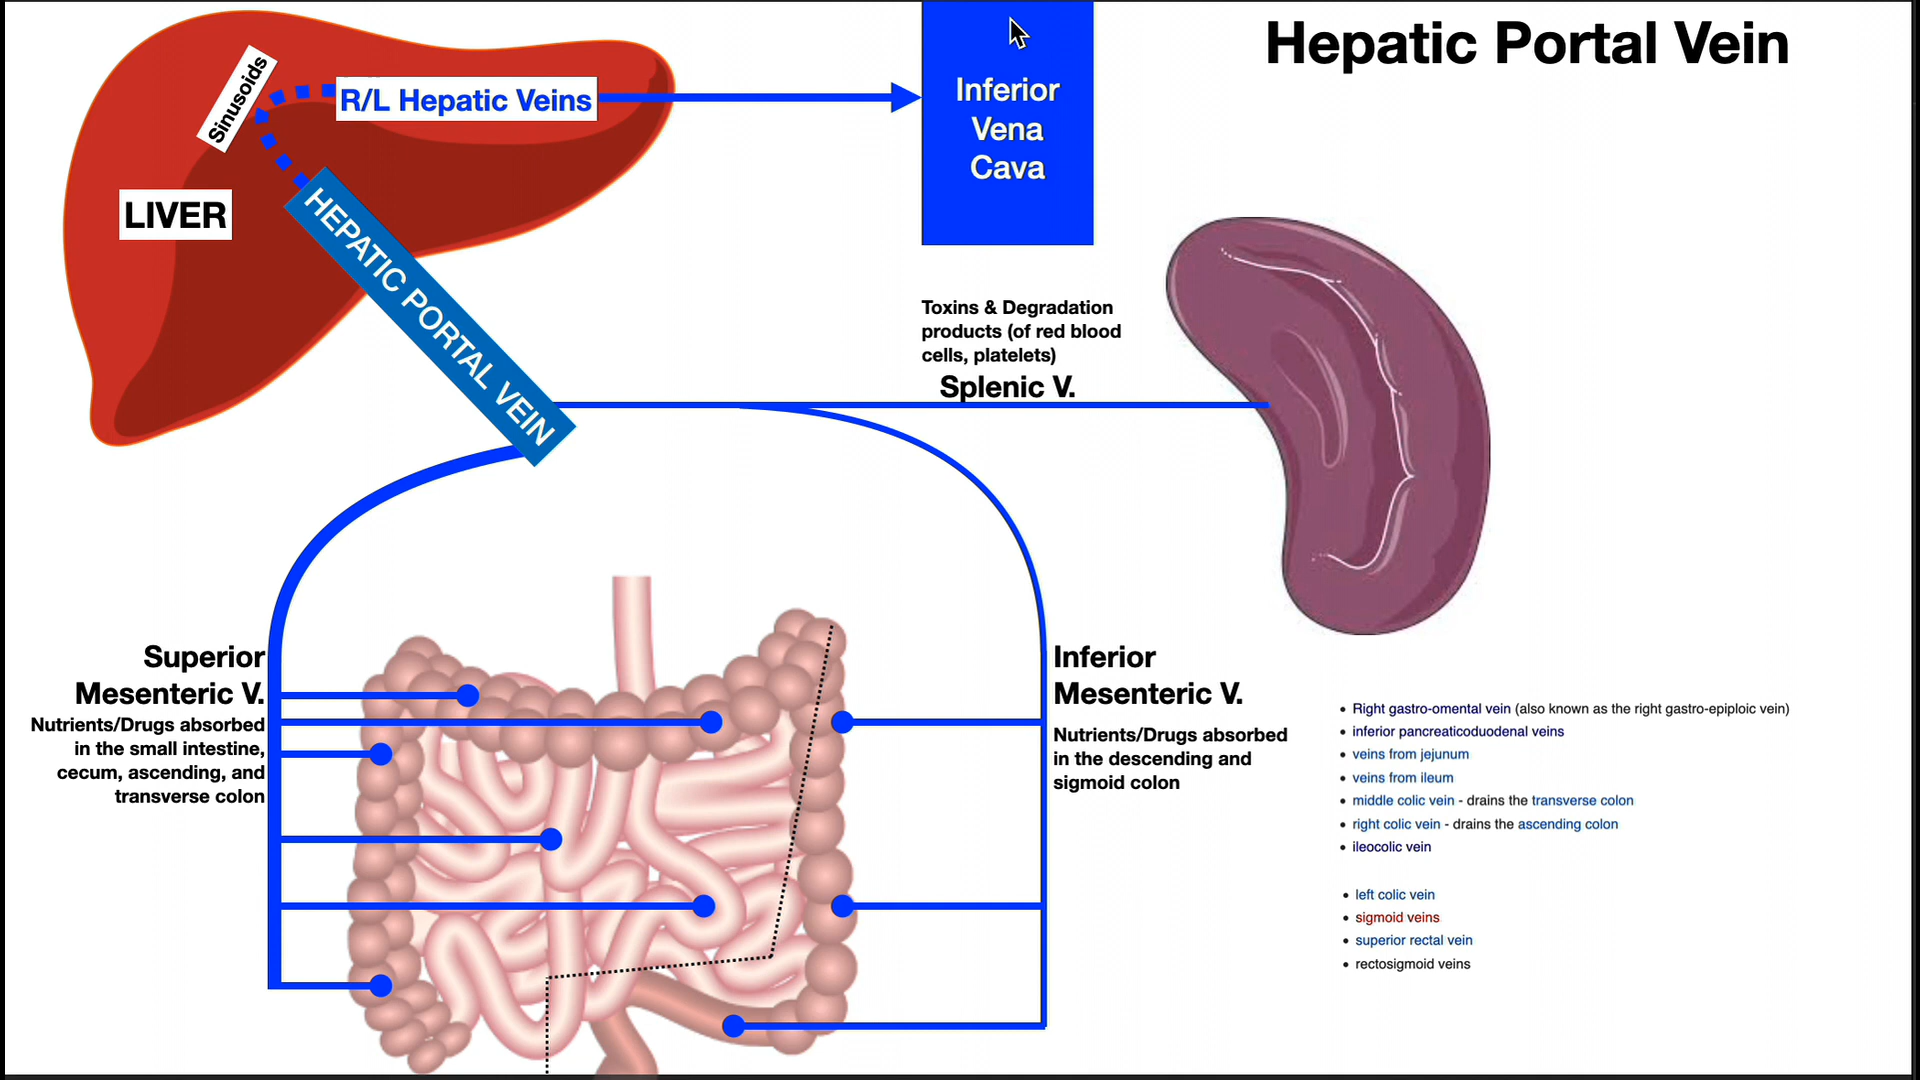 Hepatic Portal Vein
Sinusoids
R/L Hepatic Veins
Inferior
Vena
Cava
LIVER
HEPATIC PORTAL VEIN
Toxins & Degradation
products (of red blood
cells, platelets)
Splenic V.
Superior
Mesenteric V.
Nutrients/Drugs absorbed
in the small intestine,
cecum, ascending, and
transverse colon
Inferior
Mesenteric V.
Nutrients/Drugs absorbed
in the descending and
sigmoid colon
• Right gastro-omental vein (also known as the right gastro-epiploic vein)
• inferior pancreaticoduodenal veins
• veins from jejunum
• veins from ileum
• middle colic vein - drains the transverse colon
• right colic vein - drains the ascending colon
• ileocolic vein
• left colic vein
• sigmoid veins
• superior rectal vein
• rectosigmoid veins